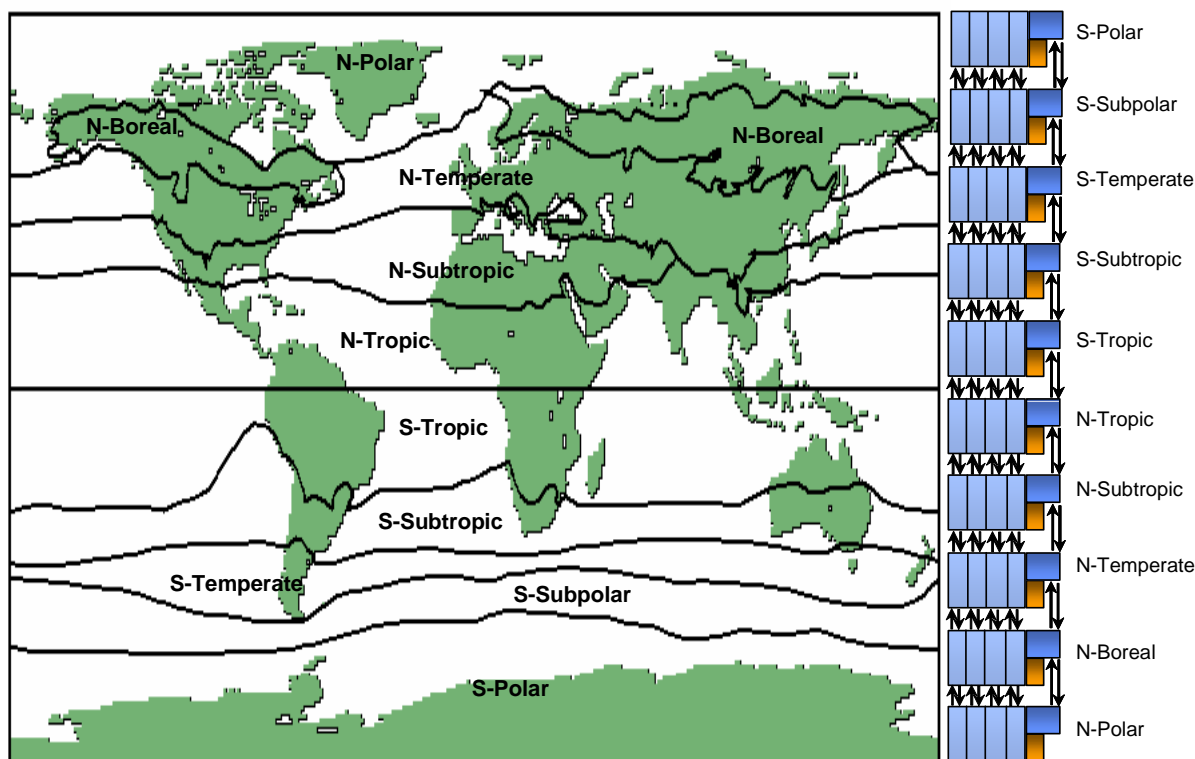 N-Polar
N-Boreal
N-Boreal
N-Temperate
N-Subtropic
N-Tropic
S-Tropic
S-Subtropic
S-Temperate
S-Subpolar
S-Polar
S-Polar
S-Subpolar
S-Temperate
S-Subtropic
S-Tropic
N-Tropic
N-Subtropic
N-Temperate
N-Boreal
N-Polar